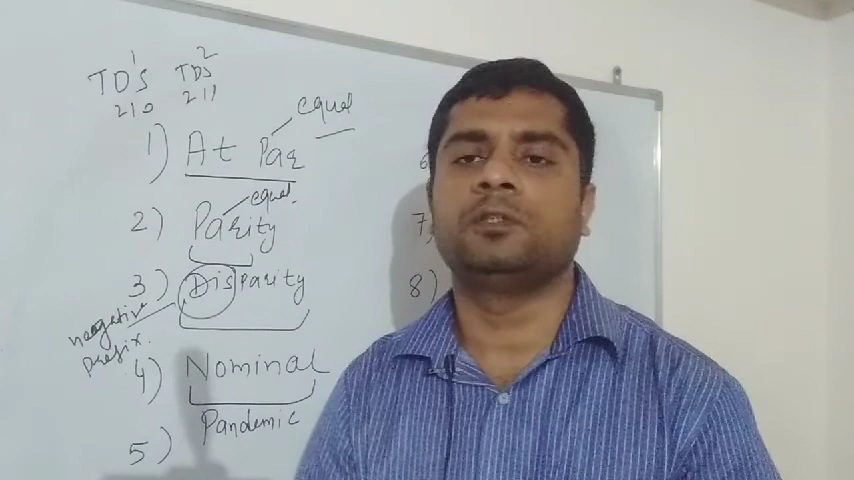 1 2
TD'S TDS
210 211
equal
1) At Par
equal.
2) Parity
3) Disparity
negative
prefix.
4) Nominal
Pandemic
5)
6
7,
8)